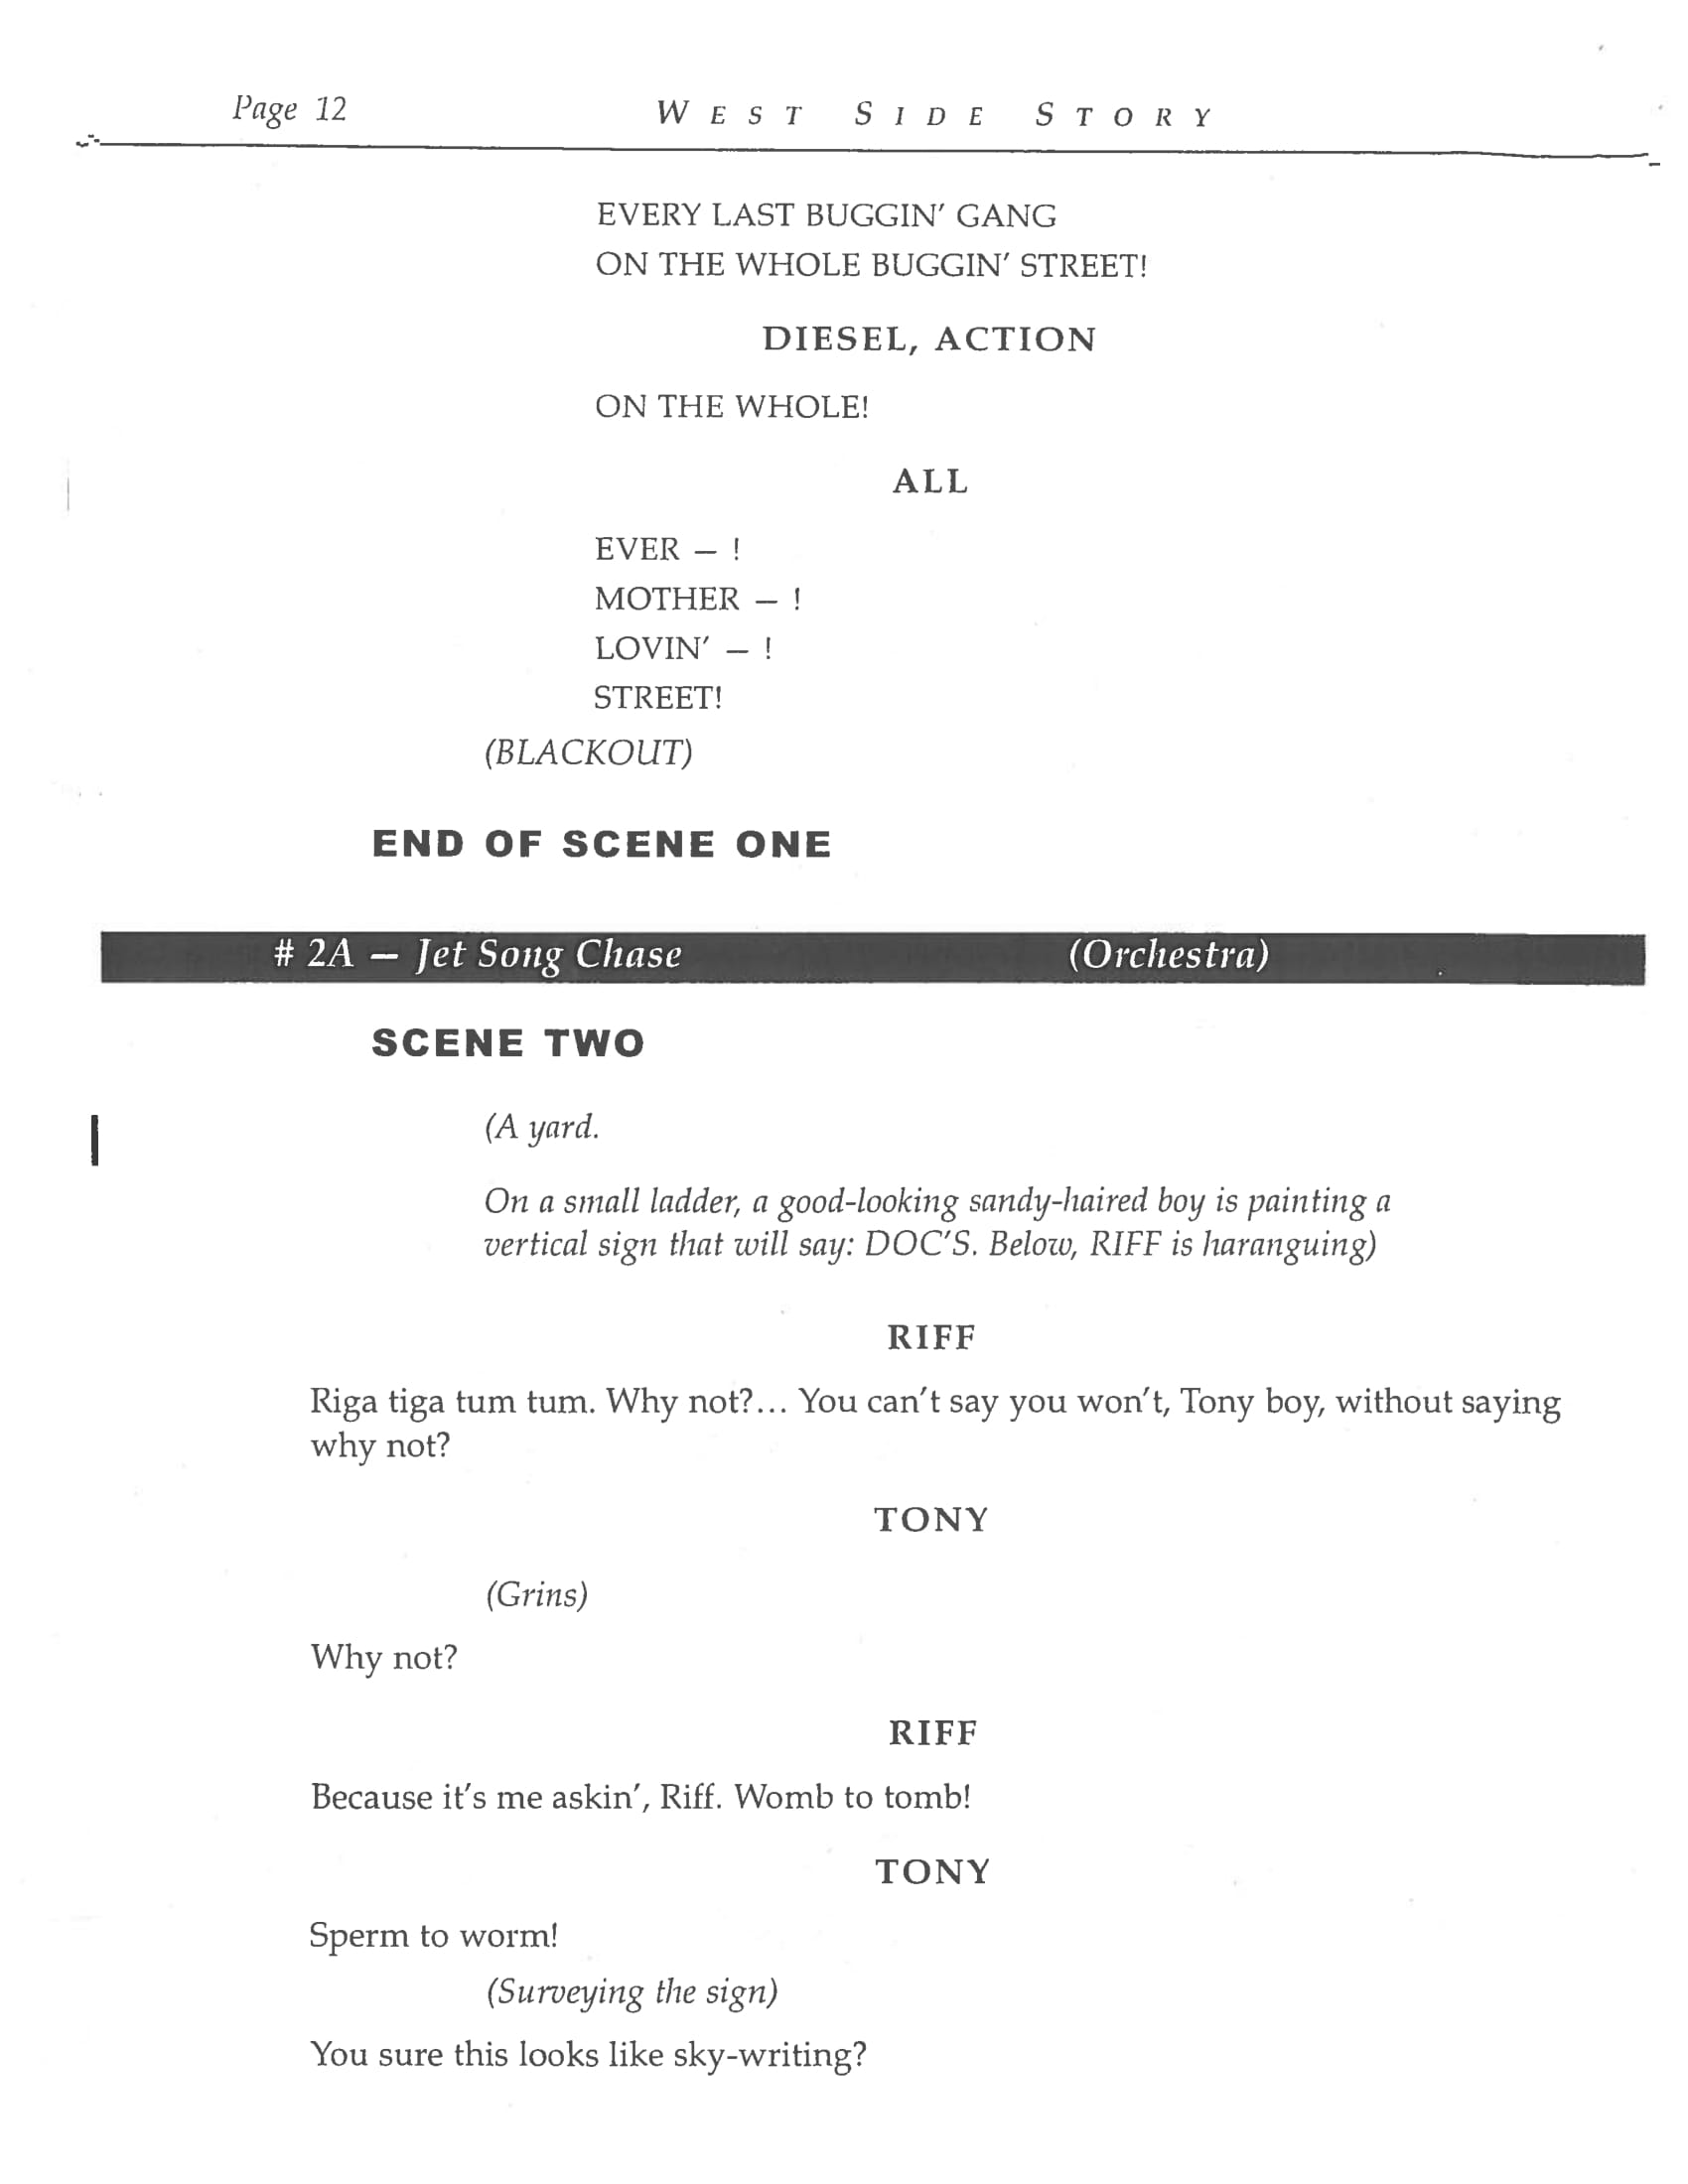 Page 12 WEST SIDE STORY
EVERY LAST BUGGIN' GANG
ON THE WHOLE BUGGIN' STREET!
DIESEL, ACTION
ON THE WHOLE!
ALL
EVER – !
MOTHER – !
LOVIN' – !
STREET!
(BLACKOUT)
END OF SCENE ONE
# 2A – Jet Song Chase (Orchestra)
SCENE TWO
(A yard.
On a small ladder, a good-looking sandy-haired boy is painting a
vertical sign that will say: DOC'S. Below, RIFF is haranguing)
RIFF
Riga tiga tum tum. Why not?... You can't say you won't, Tony boy, without saying
why not?
TONY
(Grins)
Why not?
RIFF
Because it's me askin', Riff. Womb to tomb!
TONY
Sperm to worm!
(Surveying the sign)
You sure this looks like sky-writing?